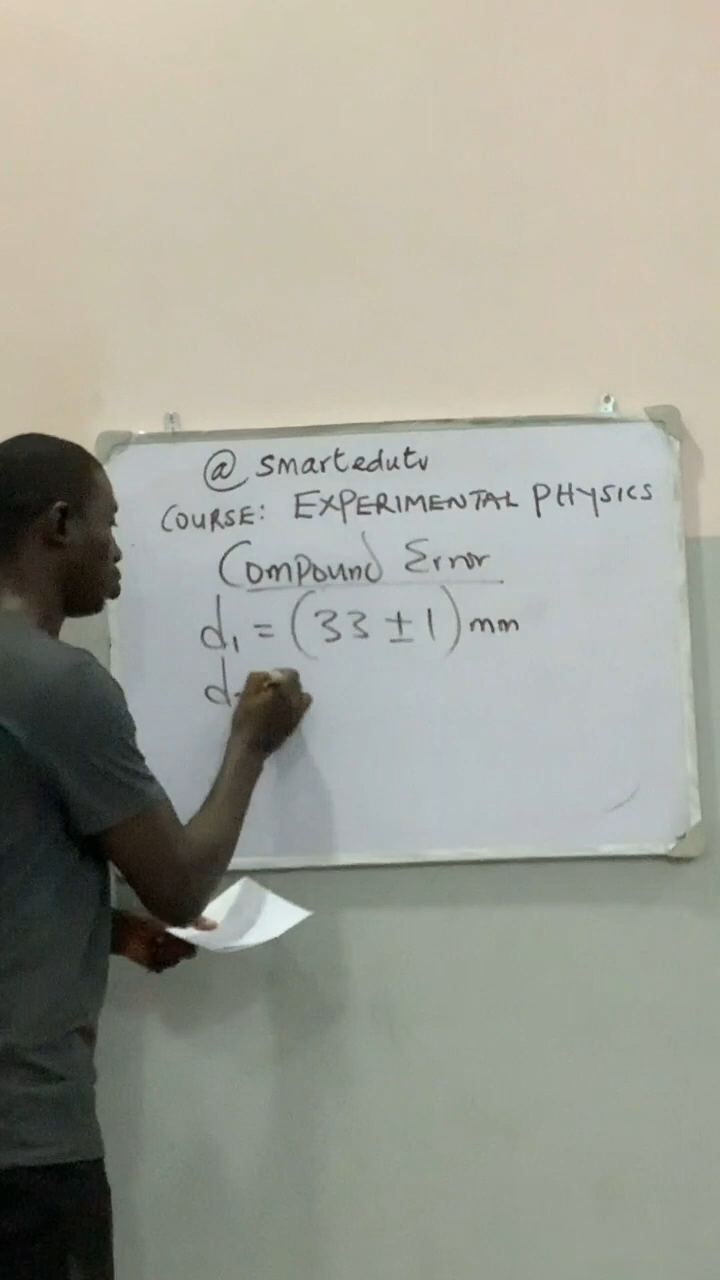 @ smartedutv
COURSE: EXPERIMENTAL PHYSICS
Compound Error
d₁ = (33 ± 1) mm
d